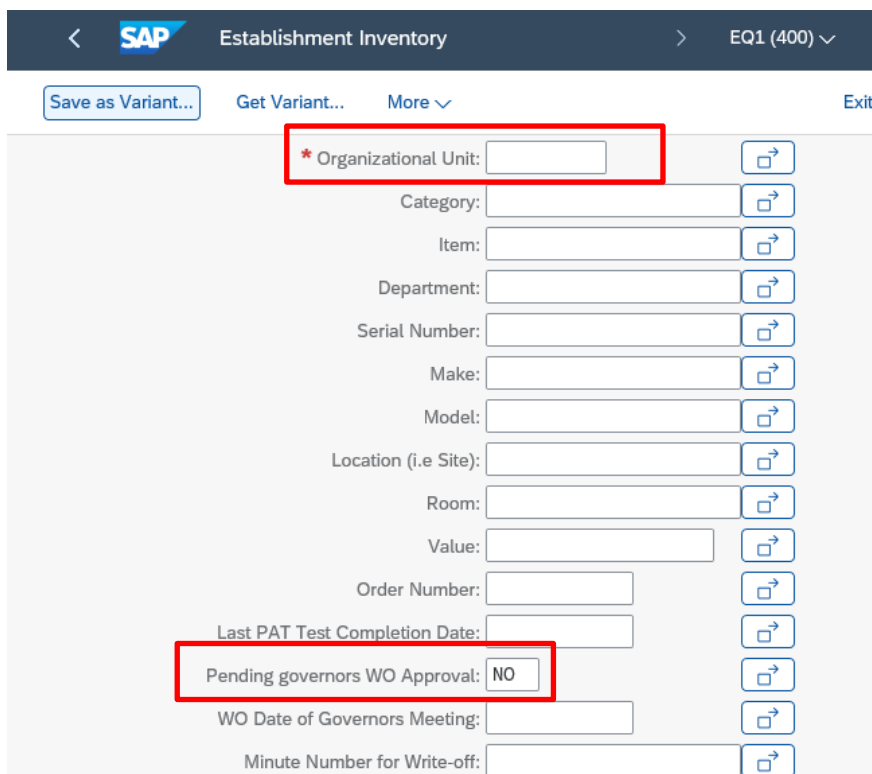 SAP Establishment Inventory EQ1 (400)
Save as Variant... Get Variant... More Exit
* Organizational Unit:
Category:
Item:
Department:
Serial Number:
Make:
Model:
Location (i.e Site):
Room:
Value:
Order Number:
Last PAT Test Completion Date:
Pending governors WO Approval: NO
WO Date of Governors Meeting:
Minute Number for Write-off: